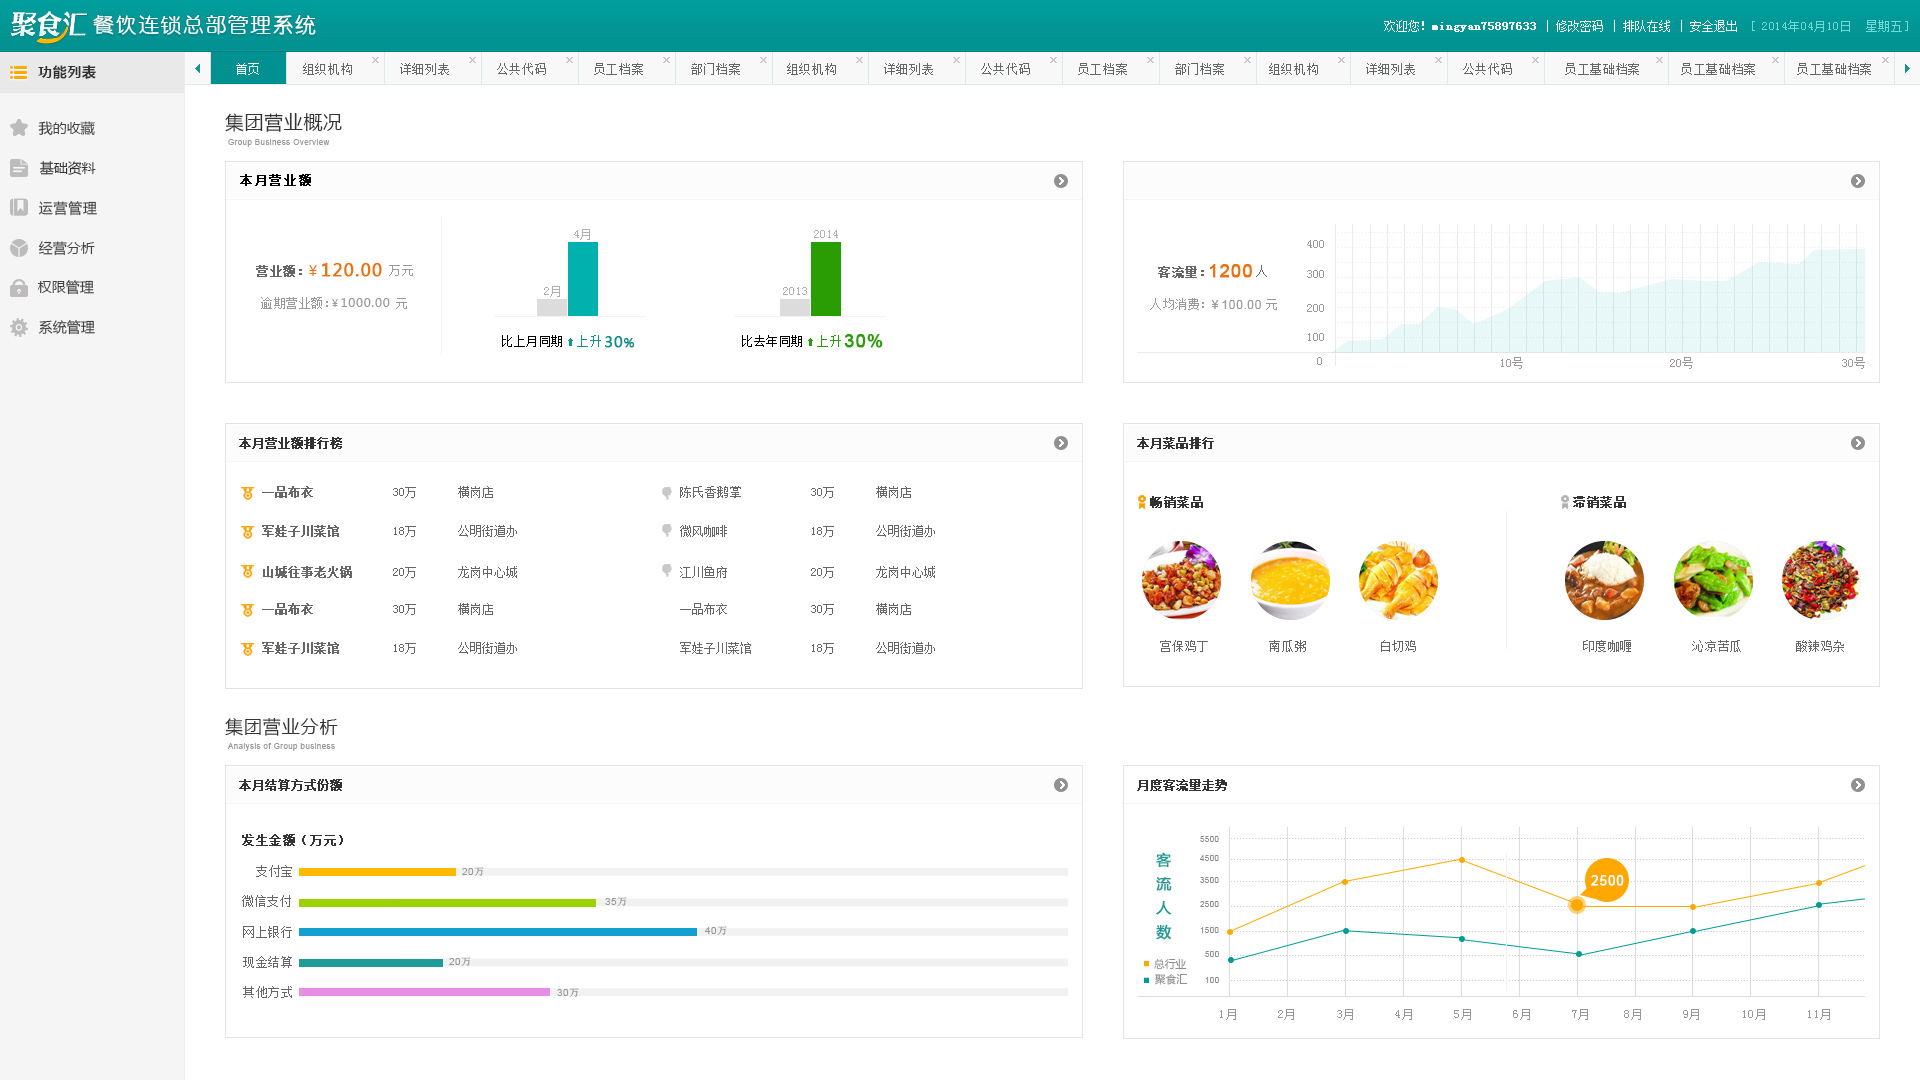 聚食汇 餐饮连锁总部管理系统
欢迎您! mingyan75897633 | 修改密码 | 排队在线 | 安全退出 [ 2014年04月10日 星期五 ]
功能列表
首页 组织机构 详细列表 公共代码 员工档案 部门档案 组织机构 详细列表 公共代码 员工档案 部门档案 组织机构 详细列表 公共代码 员工基础档案 员工基础档案 员工基础档案
我的收藏
基础资料
运营管理
经营分析
权限管理
系统管理
集团营业概况
Group Business Overview
本月营业额
营业额: ¥ 120.00 万元
逾期营业额: ¥1000.00 元
4月
2月
比上月同期 上升 30%
2014
2013
比去年同期 上升 30%
客流量: 1200 人
人均消费: ¥100.00 元
400
300
200
100
0
10号 20号 30号
本月营业额排行榜
一品布衣 30万 横岗店 陈氏香鹅掌 30万 横岗店
军娃子川菜馆 18万 公明街道办 微风咖啡 18万 公明街道办
山城往事老火锅 20万 龙岗中心城 江川鱼府 20万 龙岗中心城
一品布衣 30万 横岗店 一品布衣 30万 横岗店
军娃子川菜馆 18万 公明街道办 军娃子川菜馆 18万 公明街道办
本月菜品排行
畅销菜品 滞销菜品
宫保鸡丁 南瓜粥 白切鸡 印度咖喱 沁凉苦瓜 酸辣鸡杂
集团营业分析
Analysis of Group business
本月结算方式份额
发生金额（万元）
支付宝 20万
微信支付 35万
网上银行 40万
现金结算 20万
其他方式 30万
月度客流量走势
客流人数
总行业
聚食汇
5500
4500
3500
2500
1500
500
100
2500
1月 2月 3月 4月 5月 6月 7月 8月 9月 10月 11月